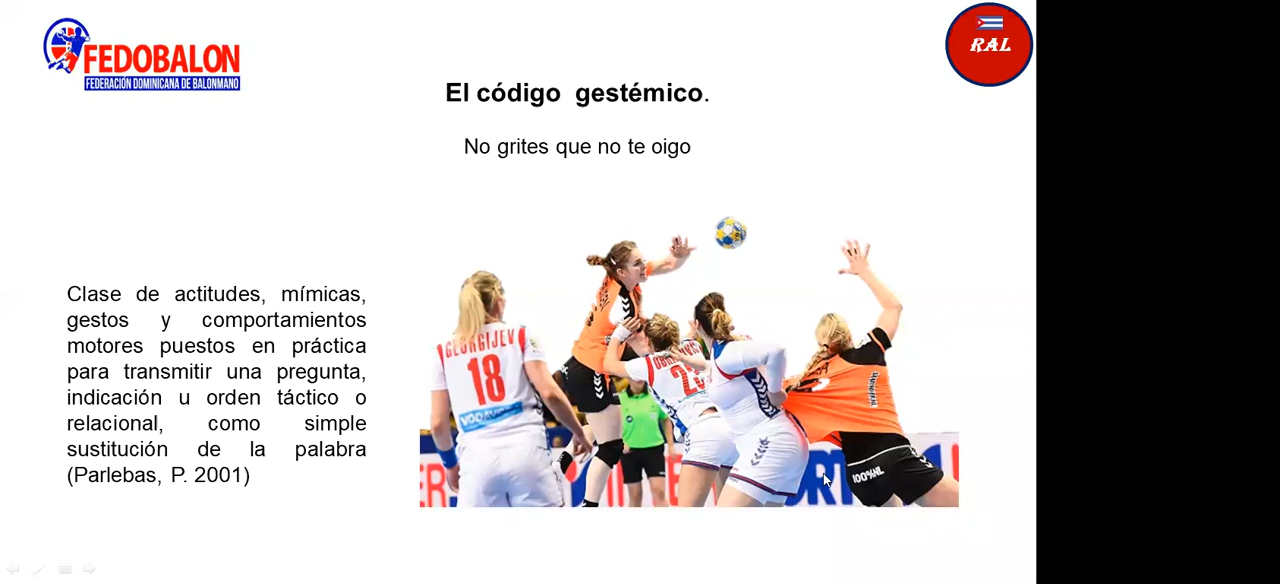 FEDOBALON
FEDERACIÓN DOMINICANA DE BALONMANO
RAL
El código gestémico.
No grites que no te oigo
Clase de actitudes, mímicas,
gestos y comportamientos
motores puestos en práctica
para transmitir una pregunta,
indicación u orden táctico o
relacional, como simple
sustitución de la palabra
(Parlebas, P. 2001)
GEORGIJEV
18
100%NL